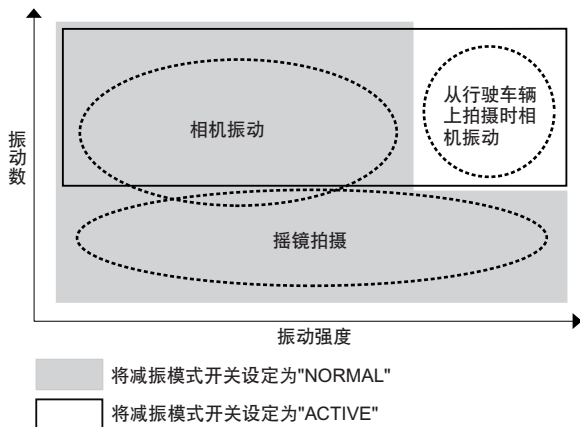 振动数
相机振动
从行驶车辆
上拍摄时相
机振动
摇镜拍摄
振动强度
将减振模式开关设定为"NORMAL"
将减振模式开关设定为"ACTIVE"